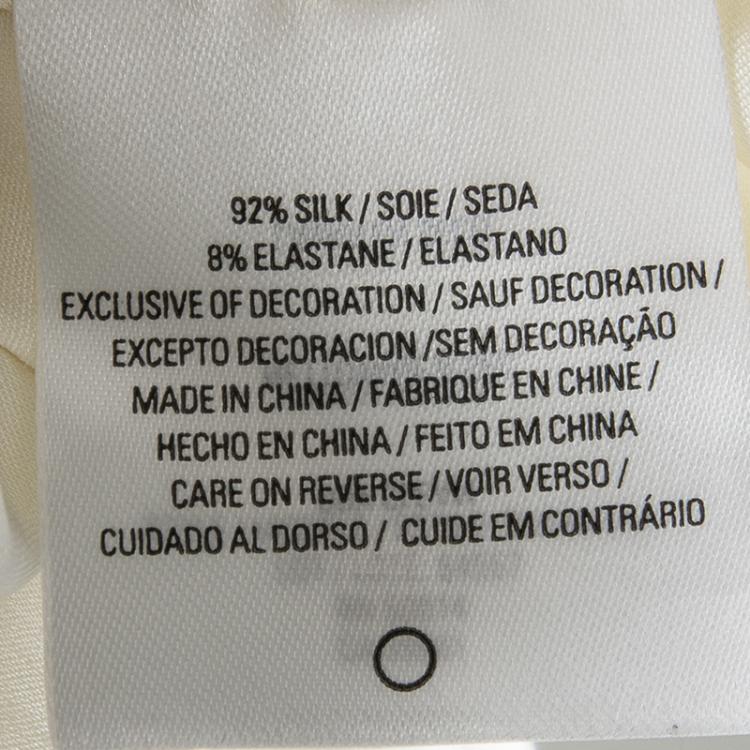 92% SILK / SOIE / SEDA
8% ELASTANE / ELASTANO
EXCLUSIVE OF DECORATION / SAUF DECORATION /
EXCEPTO DECORACION /SEM DECORAÇÃO
MADE IN CHINA / FABRIQUE EN CHINE /
HECHO EN CHINA / FEITO EM CHINA
CARE ON REVERSE / VOIR VERSO /
CUIDADO AL DORSO / CUIDE EM CONTRÁRIO